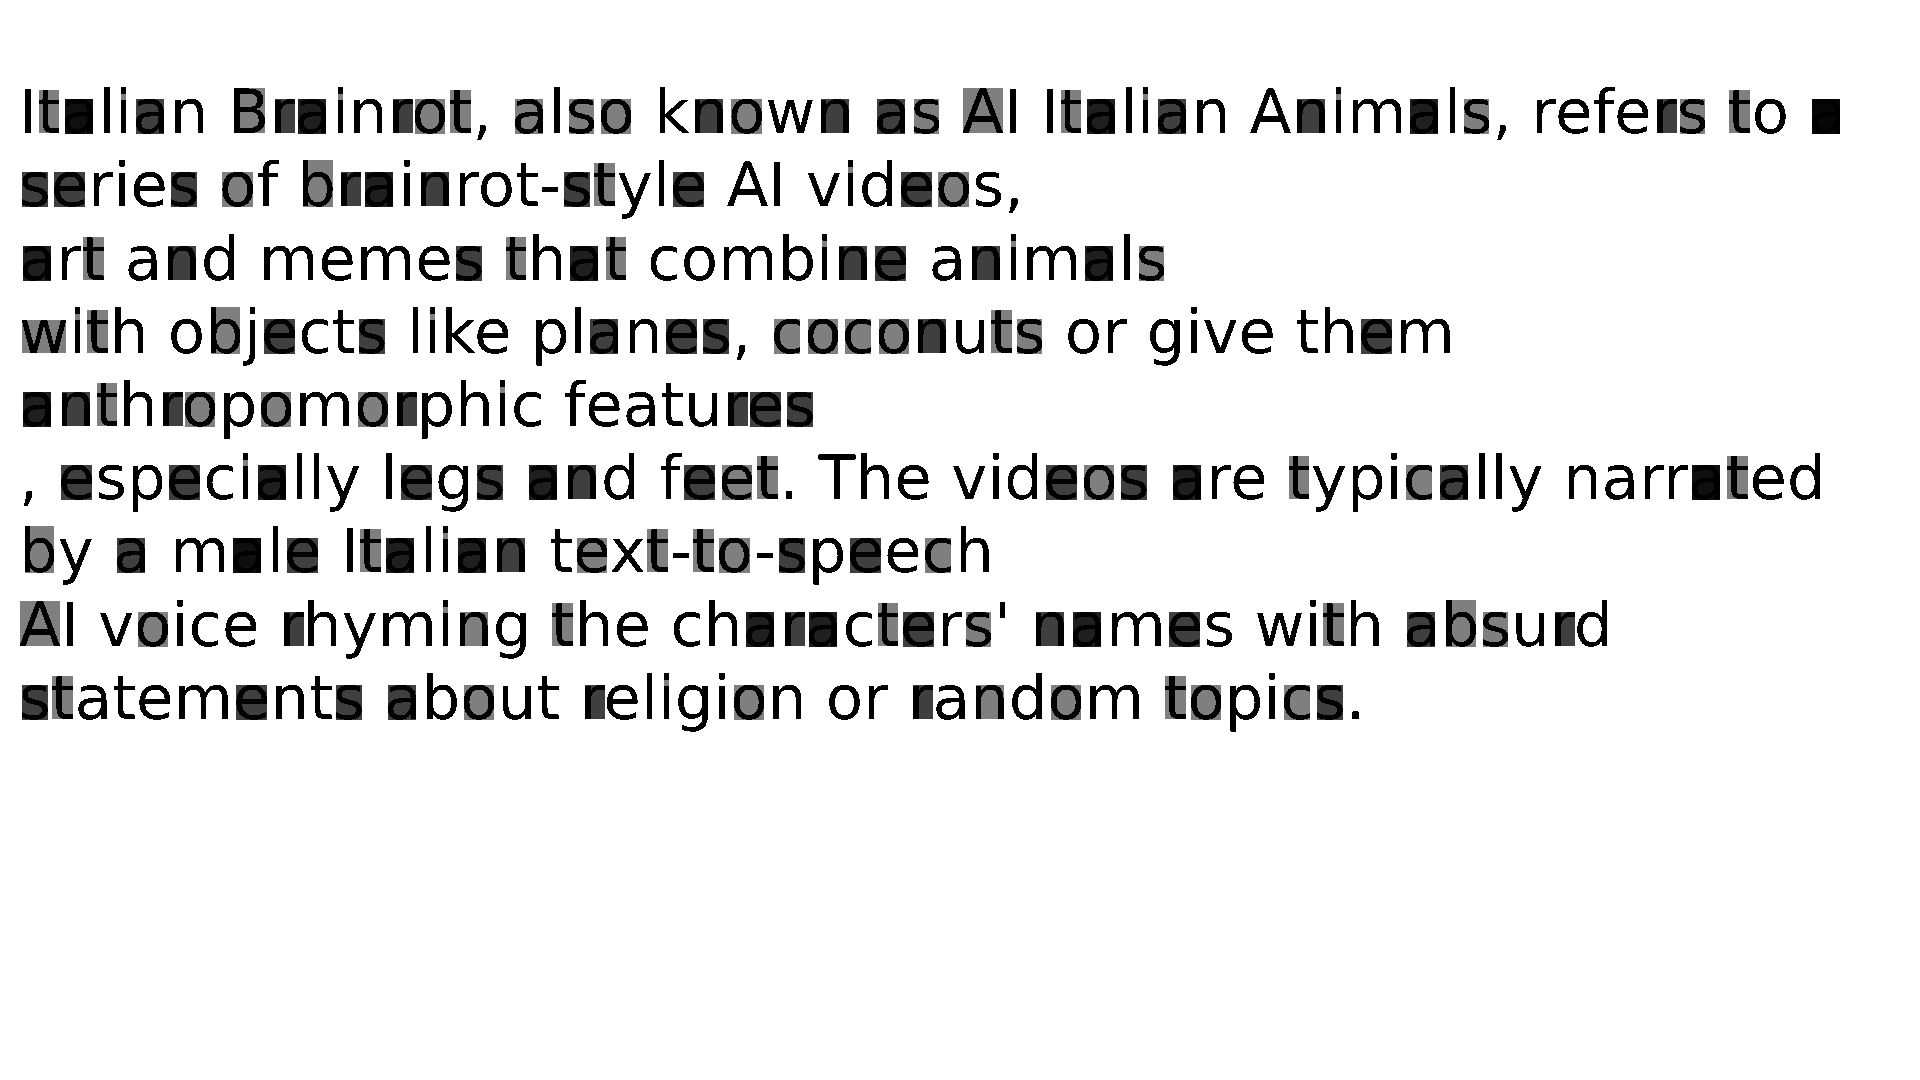 Italian Brainrot, also known as AI Italian Animals, refers to a
series of brainrot-style AI videos,
art and memes that combine animals
with objects like planes, coconuts or give them
anthropomorphic features
, especially legs and feet. The videos are typically narrated
by a male Italian text-to-speech
AI voice rhyming the characters' names with absurd
statements about religion or random topics.